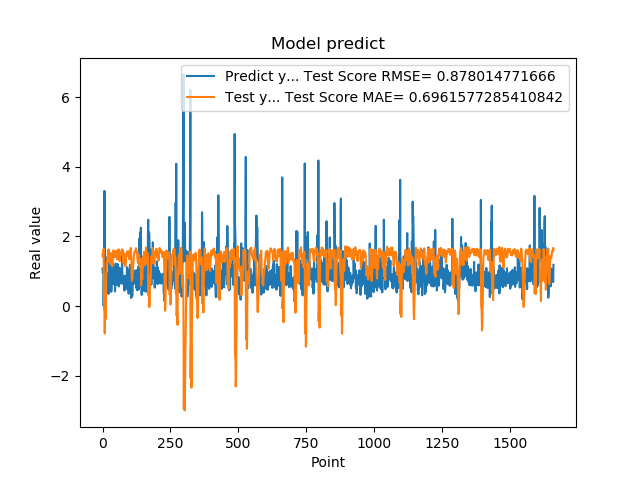 Model predict
Predict y... Test Score RMSE= 0.878014771666
Test y... Test Score MAE= 0.6961577285410842
Real value
6
4
2
0
−2
0 250 500 750 1000 1250 1500
Point